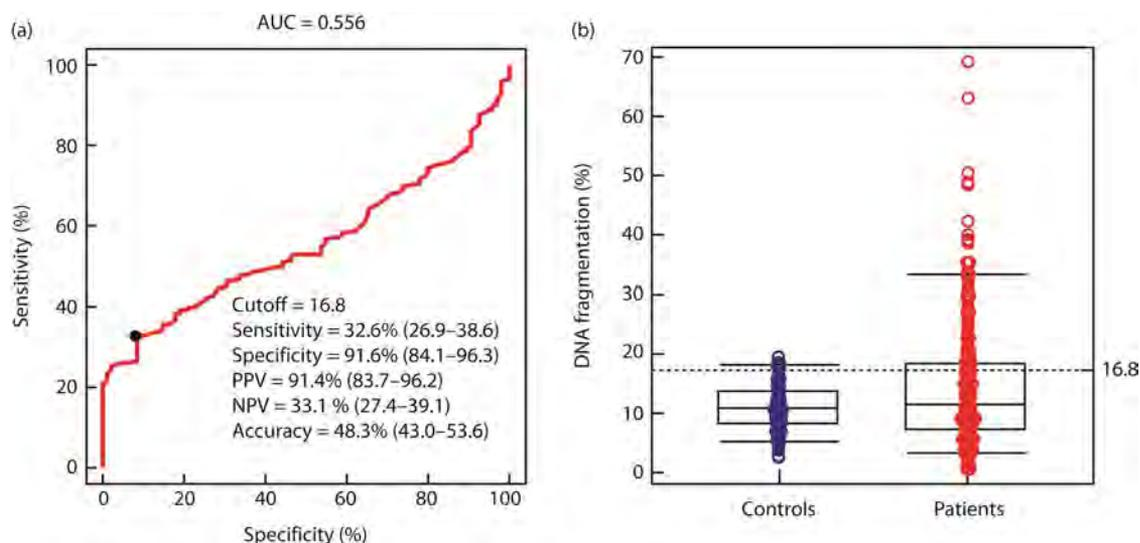 (a)
AUC = 0.556
100
80
60
40
20
0
Sensitivity (%)
Cutoff = 16.8
Sensitivity = 32.6% (26.9–38.6)
Specificity = 91.6% (84.1–96.3)
PPV = 91.4% (83.7–96.2)
NPV = 33.1 % (27.4–39.1)
Accuracy = 48.3% (43.0–53.6)
0 20 40 60 80 100
Specificity (%)
(b)
70
60
50
40
30
20
10
0
DNA fragmentation (%)
16.8
Controls Patients